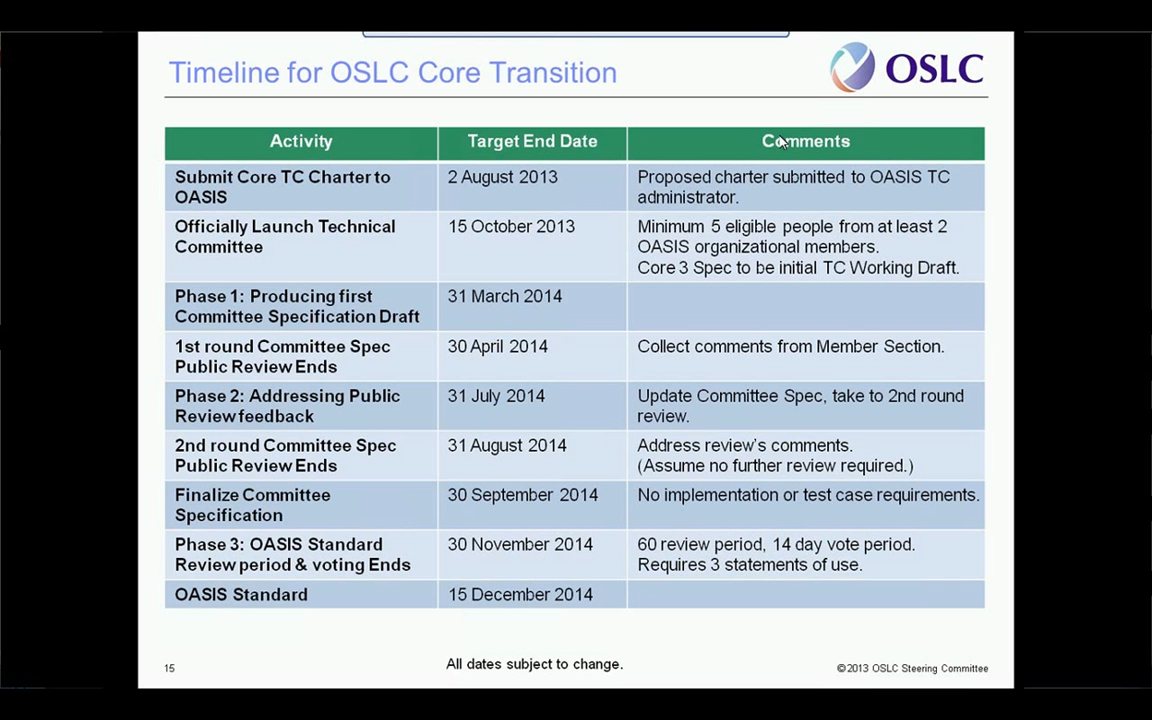 Timeline for OSLC Core Transition
OSLC
Activity
Target End Date
Comments
Submit Core TC Charter to
OASIS
2 August 2013
Proposed charter submitted to OASIS TC
administrator.
Officially Launch Technical
Committee
15 October 2013
Minimum 5 eligible people from at least 2
OASIS organizational members.
Core 3 Spec to be initial TC Working Draft.
Phase 1: Producing first
Committee Specification Draft
31 March 2014
1st round Committee Spec
Public Review Ends
30 April 2014
Collect comments from Member Section.
Phase 2: Addressing Public
Review feedback
31 July 2014
Update Committee Spec, take to 2nd round
review.
2nd round Committee Spec
Public Review Ends
31 August 2014
Address review's comments.
(Assume no further review required.)
Finalize Committee
Specification
30 September 2014
No implementation or test case requirements.
Phase 3: OASIS Standard
Review period & voting Ends
30 November 2014
60 review period, 14 day vote period.
Requires 3 statements of use.
OASIS Standard
15 December 2014
15
All dates subject to change.
©2013 OSLC Steering Committee